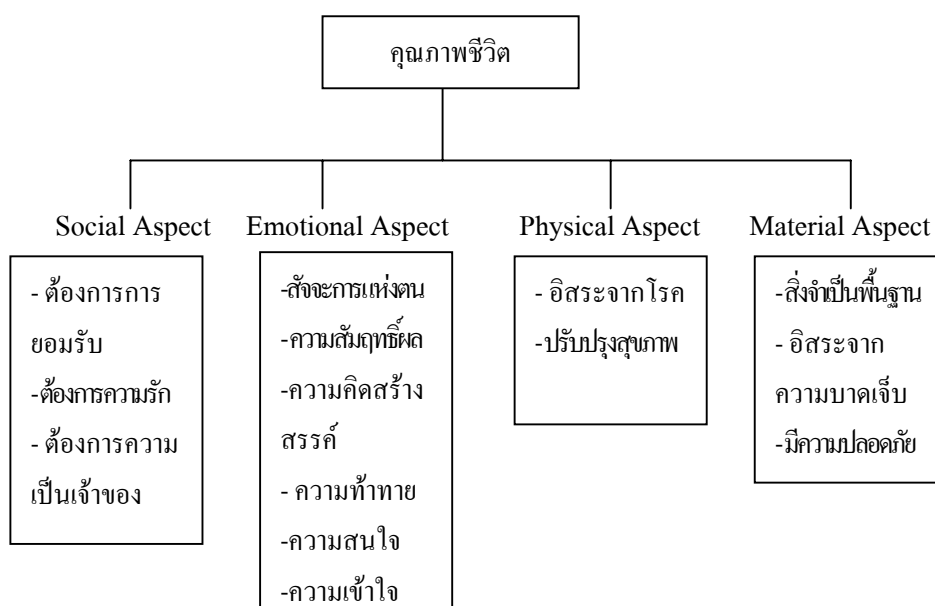 คุณภาพชีวิต
Social Aspect
- ต้องการการ
ยอมรับ
-ต้องการความรัก
- ต้องการความ
เป็นเจ้าของ
Emotional Aspect
-สัจจะการแห่งตน
-ความสัมฤทธิ์ผล
-ความคิดสร้าง
สรรค์
- ความท้าทาย
-ความสนใจ
-ความเข้าใจ
Physical Aspect
- อิสระจากโรค
-ปรับปรุงสุขภาพ
Material Aspect
-สิ่งจำเป็นพื้นฐาน
- อิสระจาก
ความบาดเจ็บ
-มีความปลอดภัย